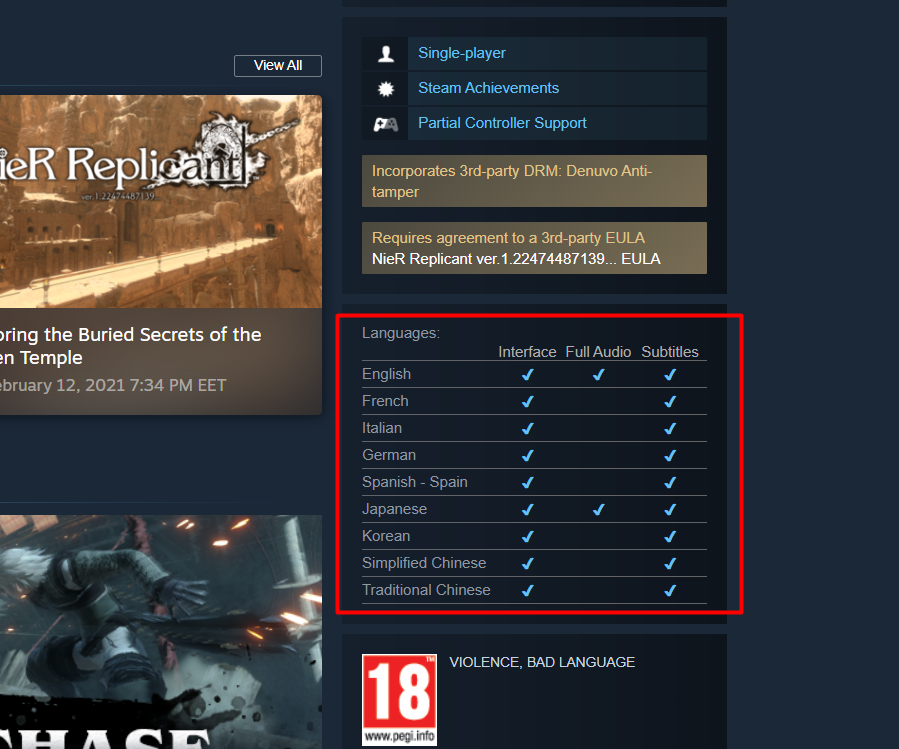 View All
NieR Replicant
ver.1.22474487139...
oring the Buried Secrets of the
en Temple
ebruary 12, 2021 7:34 PM EET
CHASE
Single-player
Steam Achievements
Partial Controller Support
Incorporates 3rd-party DRM: Denuvo Anti-
tamper
Requires agreement to a 3rd-party EULA
NieR Replicant ver.1.22474487139... EULA
Languages:
Interface Full Audio Subtitles
English ✔ ✔ ✔
French ✔ ✔
Italian ✔ ✔
German ✔ ✔
Spanish - Spain ✔ ✔
Japanese ✔ ✔ ✔
Korean ✔ ✔
Simplified Chinese ✔ ✔
Traditional Chinese ✔ ✔
18
TM
www.pegi.info
VIOLENCE, BAD LANGUAGE